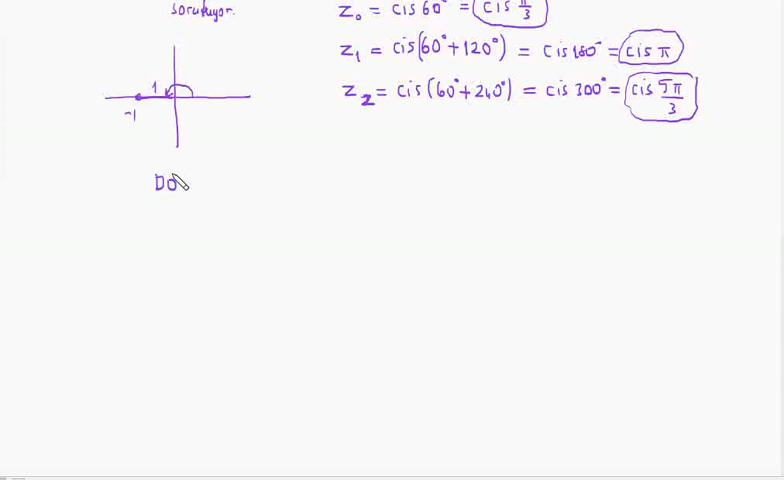 soruluyor.
z₀ = cis 60° = cis π/3
z₁ = cis(60°+120°) = cis 180° = cis π
z₂ = cis(60°+240°) = cis 300° = cis 5π/3
1
-1
DO